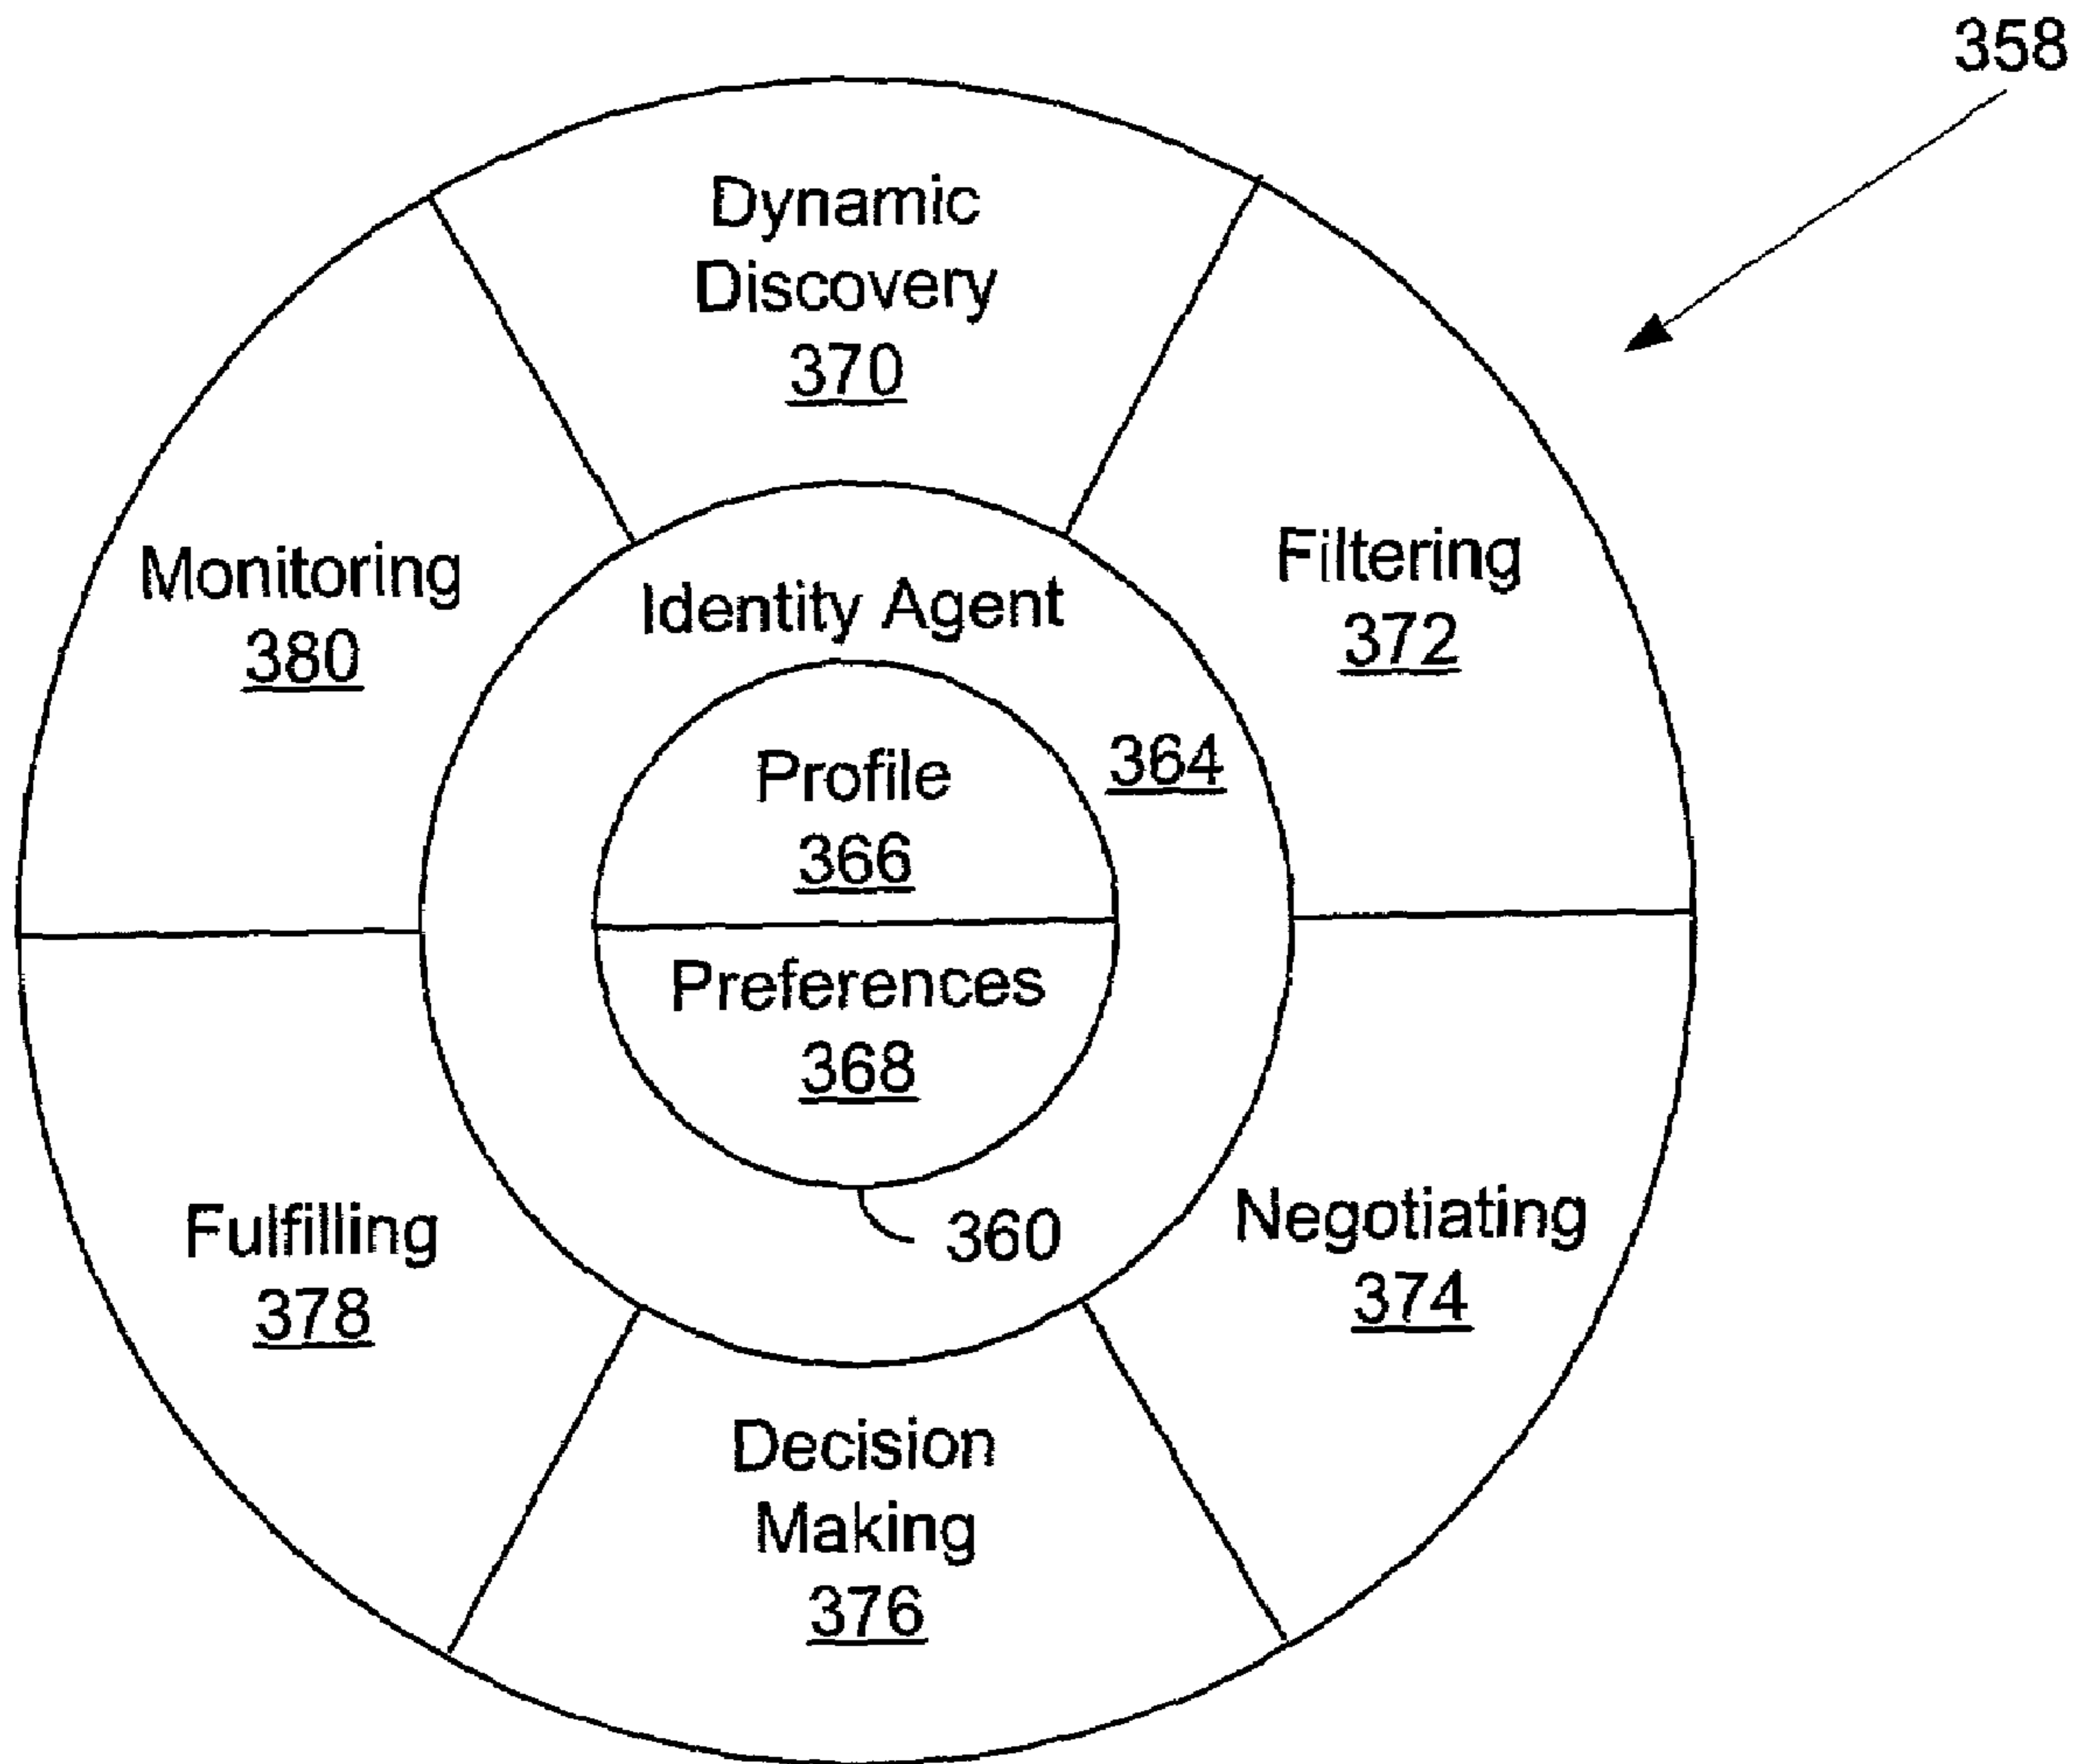 358
Dynamic
Discovery
370
Filtering
372
Monitoring
380
Identity Agent
364
Profile
366
Preferences
368
360
Negotiating
374
Fulfilling
378
Decision
Making
376